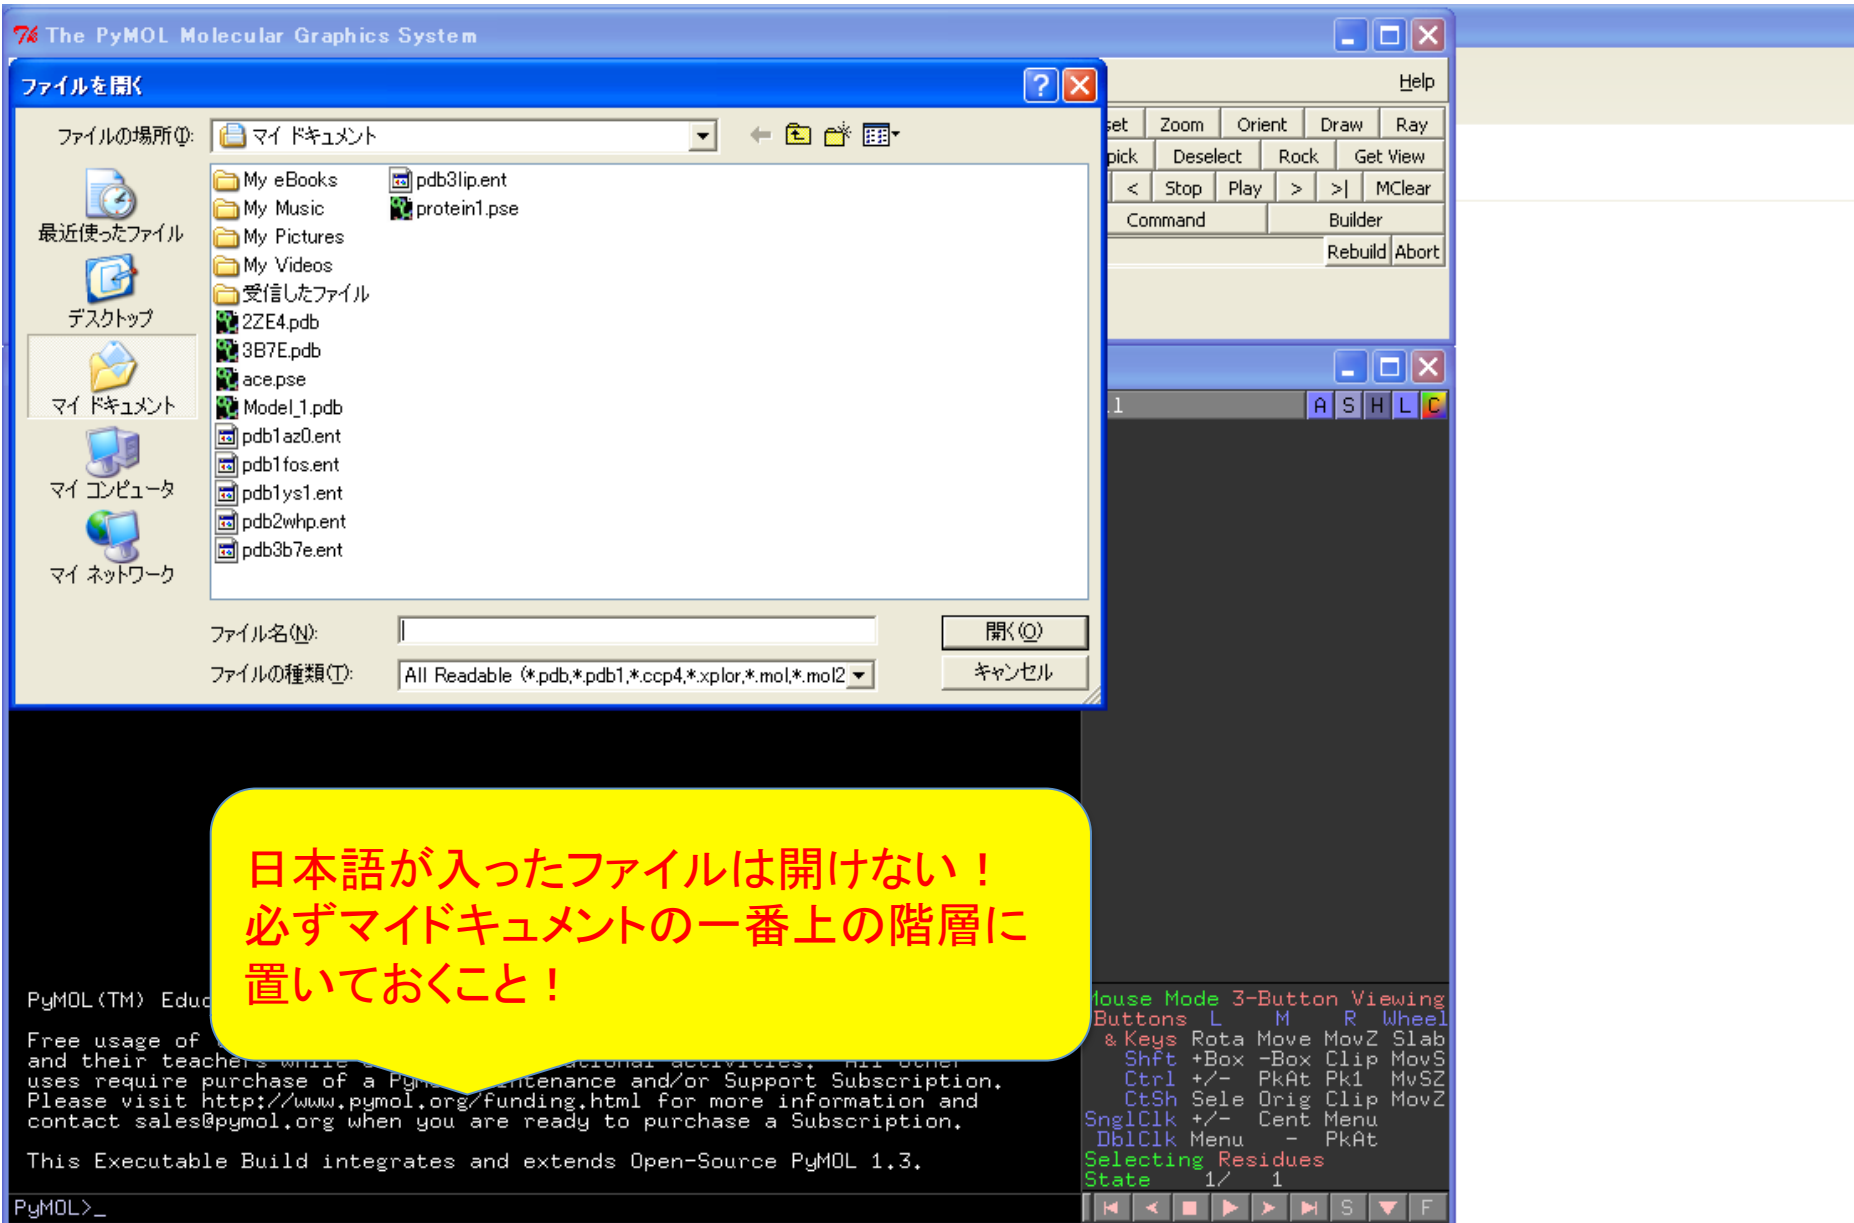 The PyMOL Molecular Graphics System
ファイルを開く
Help
ファイルの場所(I):
マイ ドキュメント
Zoom Orient Draw Ray
Deselect Rock Get View
< Stop Play > >| MClear
Command Builder
Rebuild Abort
最近使ったファイル
デスクトップ
マイ ドキュメント
マイ コンピュータ
マイ ネットワーク
My eBooks
My Music
My Pictures
My Videos
受信したファイル
2ZE4.pdb
3B7E.pdb
ace.pse
Model_1.pdb
pdb1az0.ent
pdb1fos.ent
pdb1ys1.ent
pdb2whp.ent
pdb3b7e.ent
pdb3lip.ent
protein1.pse
ファイル名(N):
開く(O)
ファイルの種類(T):
All Readable (*.pdb,*.pdb1,*.ccp4,*.xplor,*.mol,*.mol2
キャンセル
A S H L C
日本語が入ったファイルは開けない！
必ずマイドキュメントの一番上の階層に
置いておくこと！
PyMOL(TM)
Free usage of
and their teachers while
uses require purchase of a
and/or Support Subscription.
Please visit http://www.pymol.org/funding.html for more information and
contact sales@pymol.org when you are ready to purchase a Subscription.
This Executable Build integrates and extends Open-Source PyMOL 1.3.
PyMOL>_
Mouse Mode 3-Button Viewing
Buttons L M R Wheel
& Keys Rota Move MovZ Slab
Shft +Box -Box Clip MovS
Ctrl +/- PkAt Pk1 MvSZ
CtSh Sele Orig Clip MovZ
SnglClk +/- Cent Menu
DblClk Menu - PkAt
Selecting Residues
State 1/ 1
S F